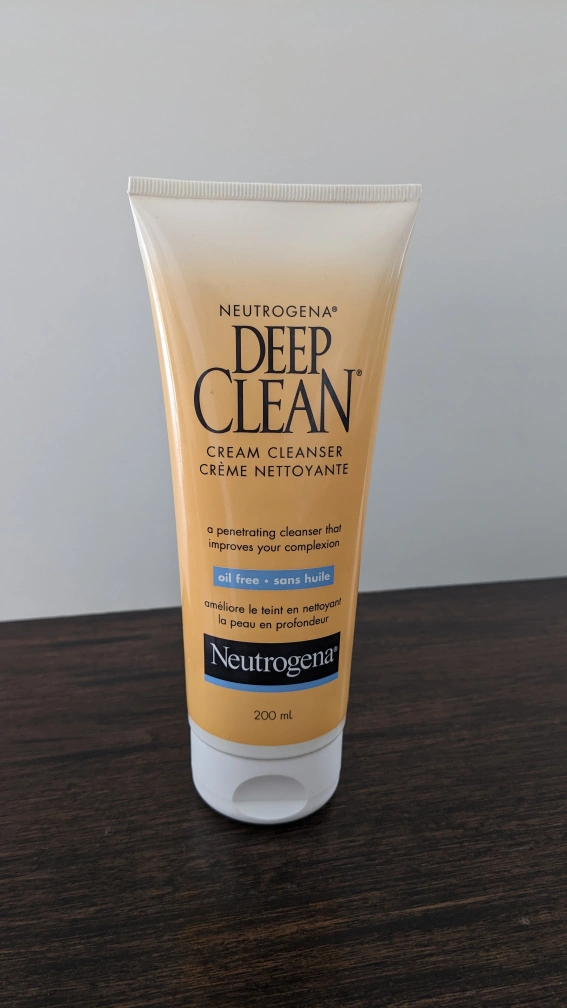 NEUTROGENA®
DEEP
CLEAN®
CREAM CLEANSER
CRÈME NETTOYANTE
a penetrating cleanser that
improves your complexion
oil free • sans huile
améliore le teint en nettoyant
la peau en profondeur
Neutrogena®
200 mL